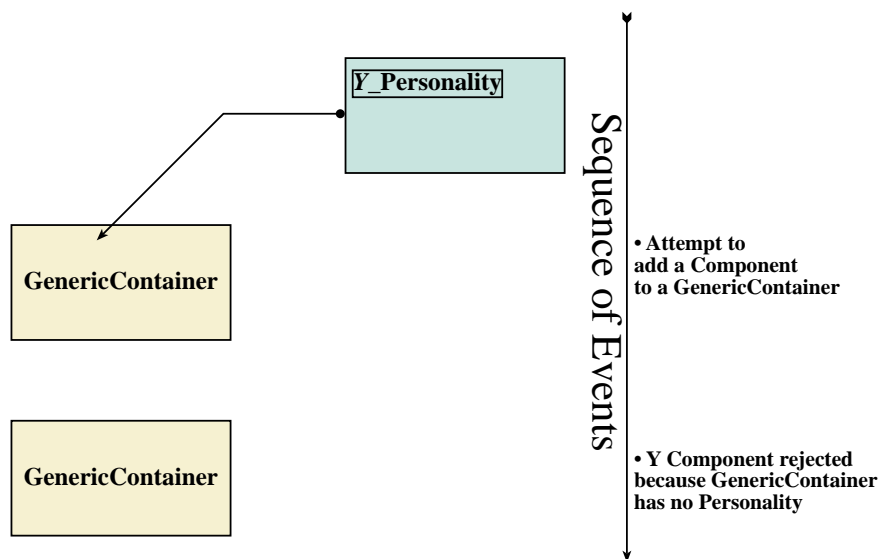 Y_Personality
Sequence of Events
GenericContainer
• Attempt to
add a Component
to a GenericContainer
GenericContainer
• Y Component rejected
because GenericContainer
has no Personality